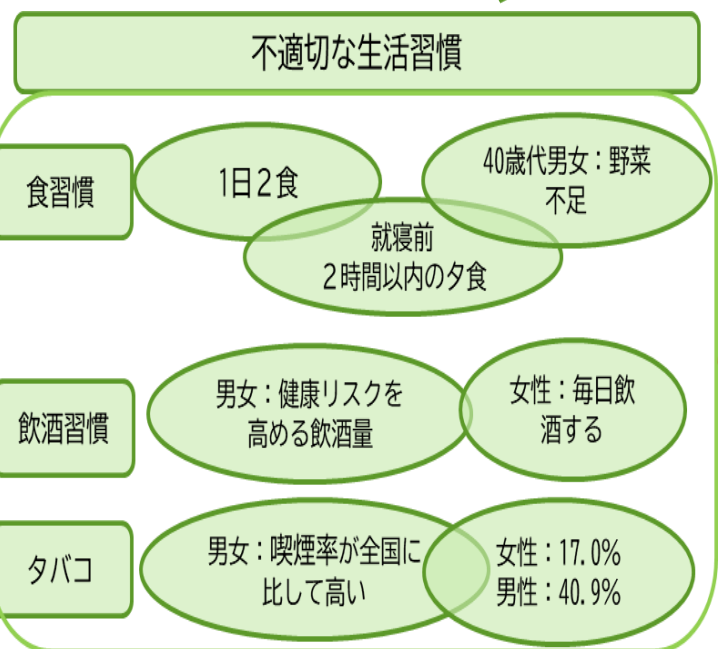 不適切な生活習慣
食習慣
1日２食
40歳代男女：野菜
不足
就寝前
２時間以内の夕食
飲酒習慣
男女：健康リスクを
高める飲酒量
女性：毎日飲
酒する
タバコ
男女：喫煙率が全国に
比して高い
女性：17.0%
男性：40.9%